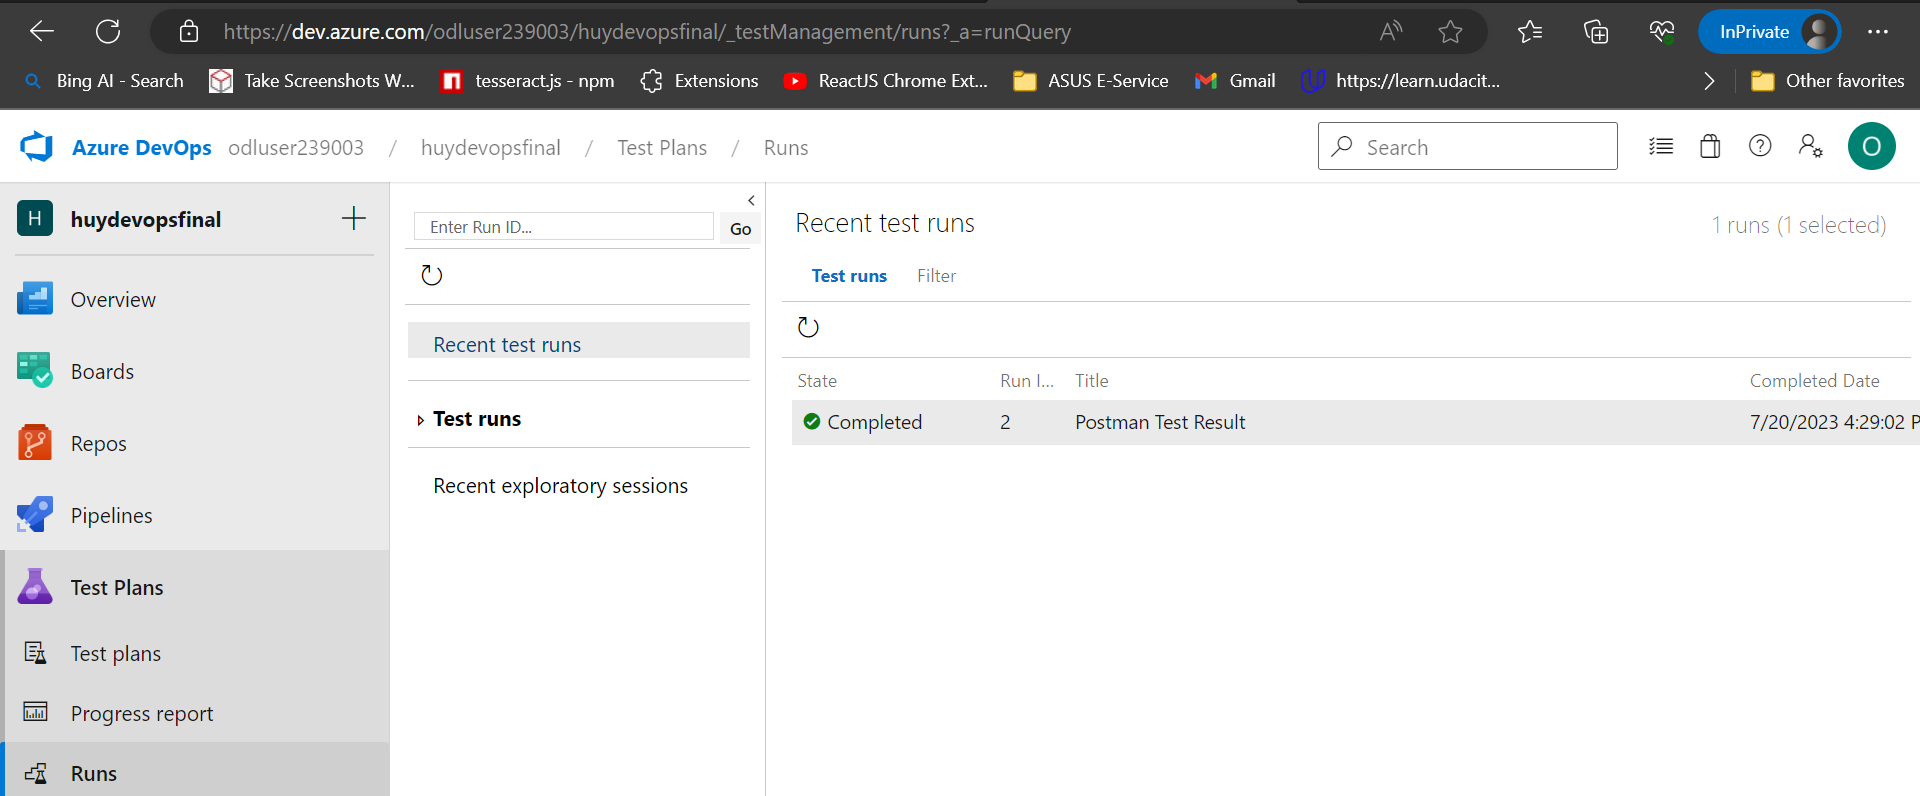 https://dev.azure.com/odluser239003/huydevopsfinal/_testManagement/runs?_a=runQuery
InPrivate
Bing AI - Search
Take Screenshots W...
tesseract.js - npm
Extensions
ReactJS Chrome Ext...
ASUS E-Service
Gmail
https://learn.udacit...
Other favorites
Azure DevOps odluser239003 / huydevopsfinal / Test Plans / Runs
Search
O
H huydevopsfinal
Overview
Boards
Repos
Pipelines
Test Plans
Test plans
Progress report
Runs
Enter Run ID...
Go
Recent test runs
Test runs
Recent exploratory sessions
Recent test runs
1 runs (1 selected)
Test runs Filter
State Run I... Title Completed Date
Completed 2 Postman Test Result 7/20/2023 4:29:02 P